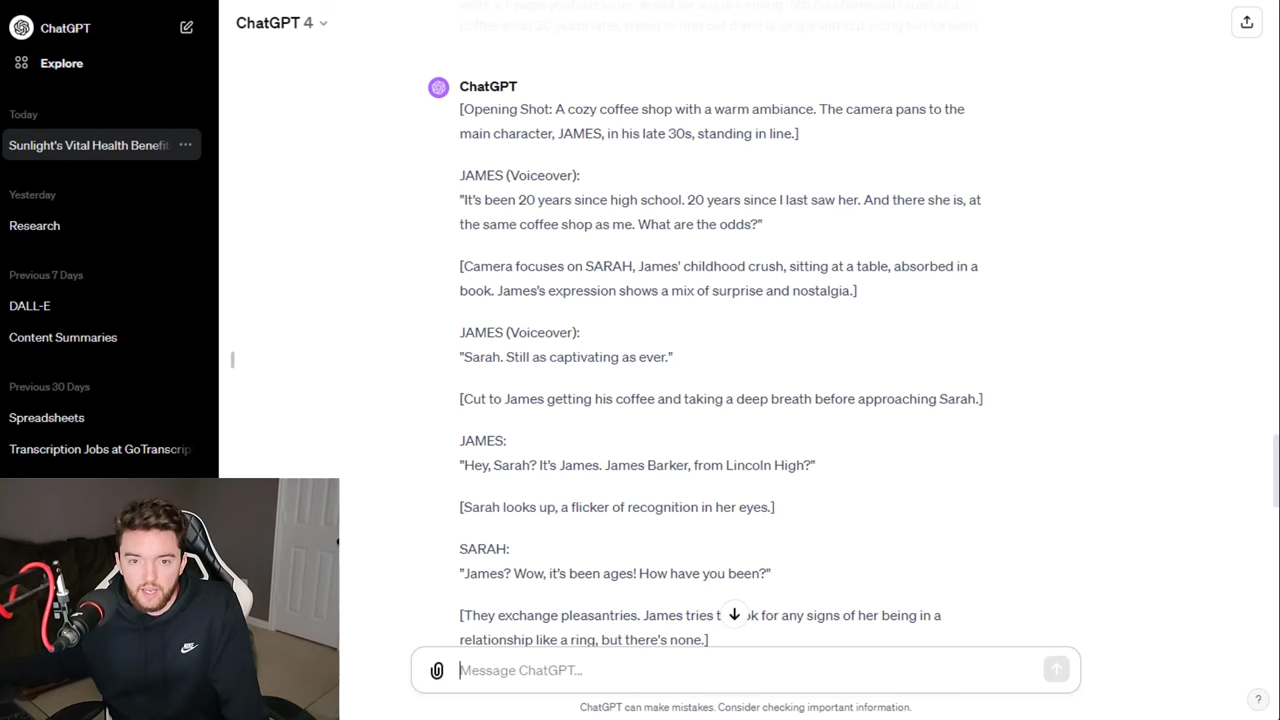 ChatGPT
Explore
Today
Sunlight's Vital Health Benefit
Yesterday
Research
Previous 7 Days
DALL-E
Content Summaries
Previous 30 Days
Spreadsheets
Transcription Jobs at GoTranscrip
ChatGPT 4
ChatGPT
[Opening Shot: A cozy coffee shop with a warm ambiance. The camera pans to the
main character, JAMES, in his late 30s, standing in line.]
JAMES (Voiceover):
"It's been 20 years since high school. 20 years since I last saw her. And there she is, at
the same coffee shop as me. What are the odds?"
[Camera focuses on SARAH, James' childhood crush, sitting at a table, absorbed in a
book. James's expression shows a mix of surprise and nostalgia.]
JAMES (Voiceover):
"Sarah. Still as captivating as ever."
[Cut to James getting his coffee and taking a deep breath before approaching Sarah.]
JAMES:
"Hey, Sarah? It's James. James Barker, from Lincoln High?"
[Sarah looks up, a flicker of recognition in her eyes.]
SARAH:
"James? Wow, it's been ages! How have you been?"
[They exchange pleasantries. James tries for any signs of her being in a
relationship like a ring, but there's none.]
Message ChatGPT...
ChatGPT can make mistakes. Consider checking important information.
?